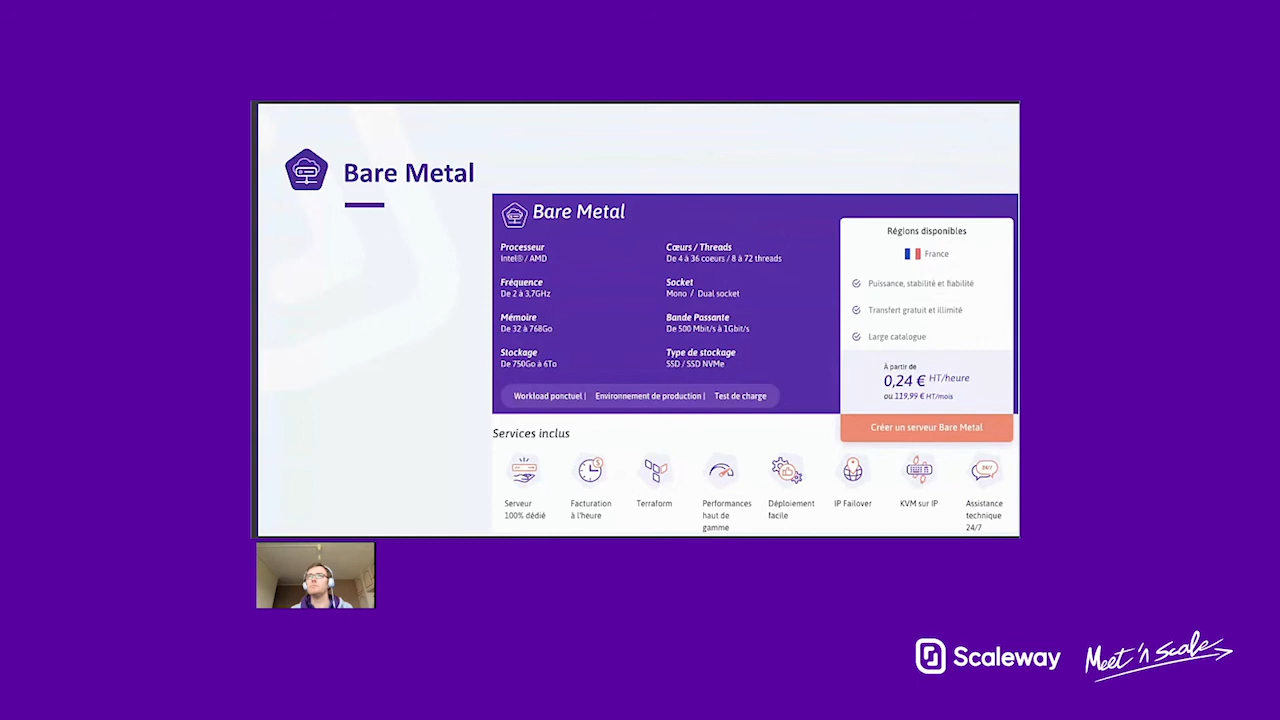 Bare Metal
Bare Metal
Processeur
Intel® / AMD
Cœurs / Threads
De 4 à 36 coeurs / 8 à 72 threads
Fréquence
De 2 à 3,7GHz
Socket
Mono / Dual socket
Mémoire
De 32 à 768Go
Bande Passante
De 500 Mbit/s à 1Gbit/s
Stockage
De 750Go à 6To
Type de stockage
SSD / SSD NVMe
Workload ponctuel | Environnement de production | Test de charge
Régions disponibles
France
Puissance, stabilité et fiabilité
Transfert gratuit et illimité
Large catalogue
À partir de
0,24 € HT/heure
ou 119,99 € HT/mois
Créer un serveur Bare Metal
Services inclus
Serveur
100% dédié
Facturation
à l'heure
Terraform
Performances
haut de
gamme
Déploiement
facile
IP Failover
KVM sur IP
24/7
Assistance
technique
24/7
Scaleway
Meet 'n Scale